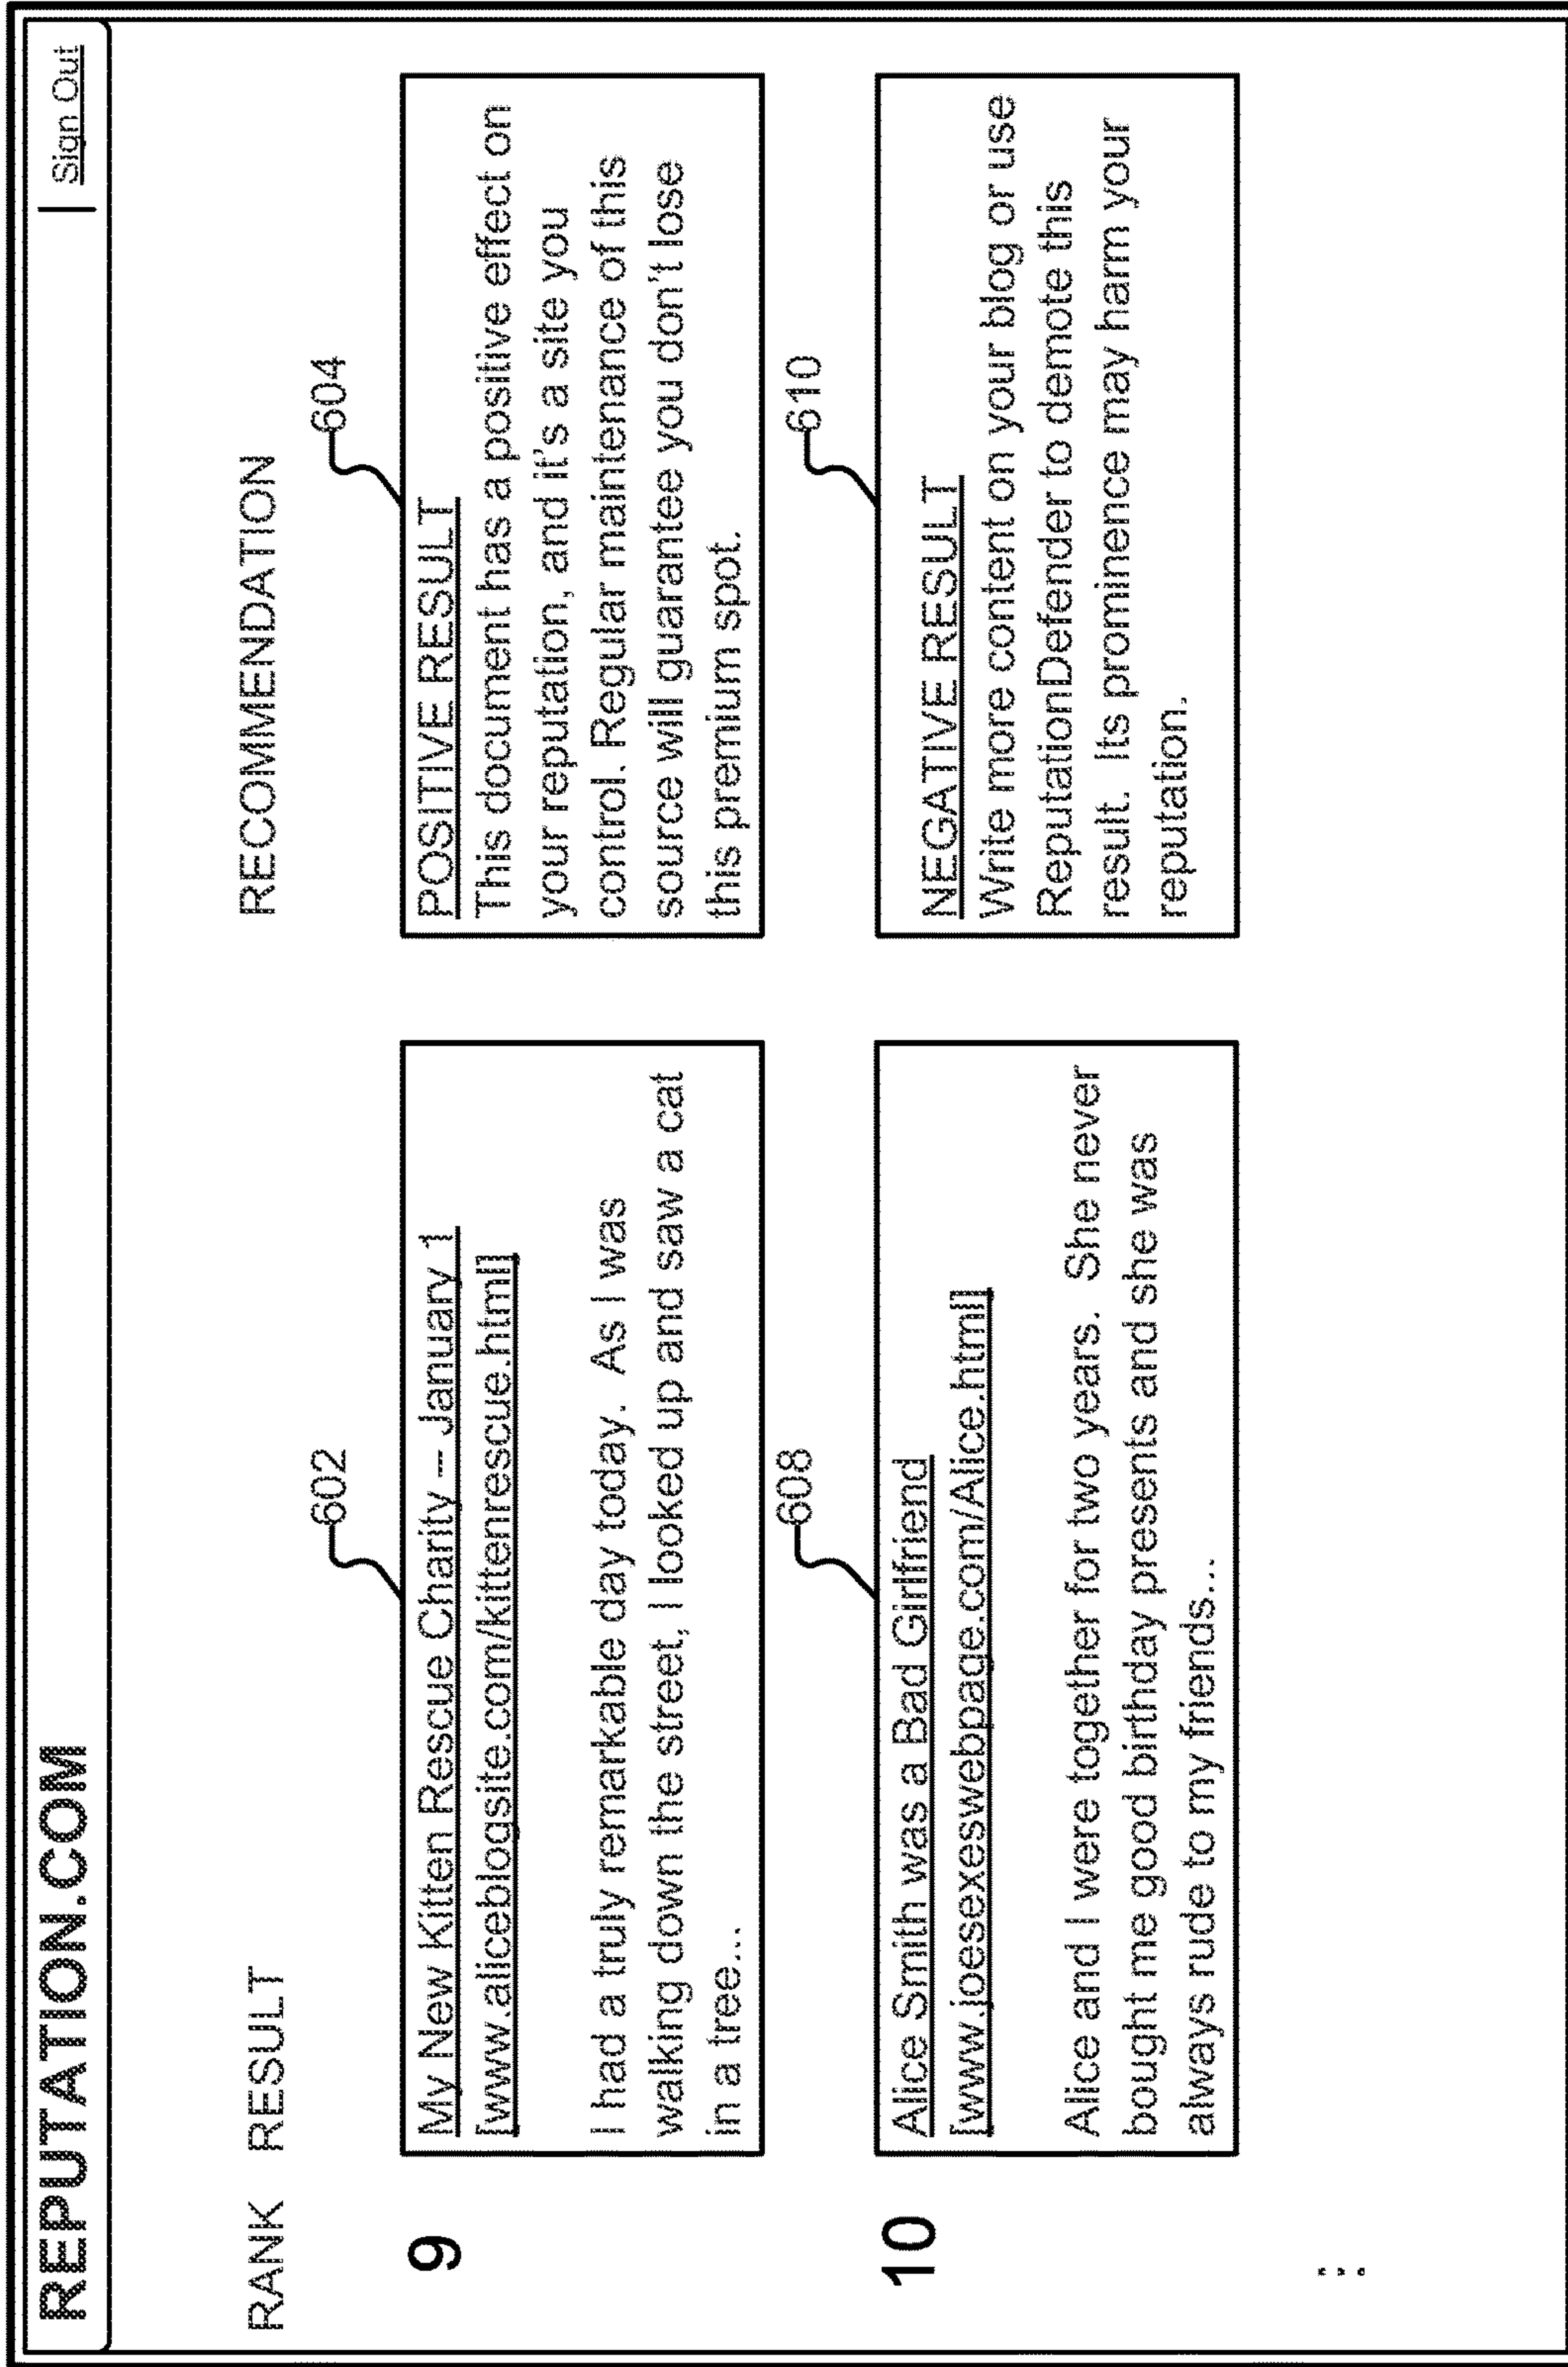 REPUTATION.COM
Sign Out
RANK RESULT
RECOMMENDATION
602
604
9
My New Kitten Rescue Charity -- January 1
[www.aliceblogsite.com/kittenrescue.html]
I had a truly remarkable day today. As I was
walking down the street, I looked up and saw a cat
in a tree...
POSITIVE RESULT
This document has a positive effect on
your reputation, and it's a site you
control. Regular maintenance of this
source will guarantee you don't lose
this premium spot.
608
610
10
Alice Smith was a Bad Girlfriend
[www.joesexeswebpage.com/Alice.html]
Alice and I were together for two years. She never
bought me good birthday presents and she was
always rude to my friends...
NEGATIVE RESULT
Write more content on your blog or use
ReputationDefender to demote this
result. Its prominence may harm your
reputation.
...